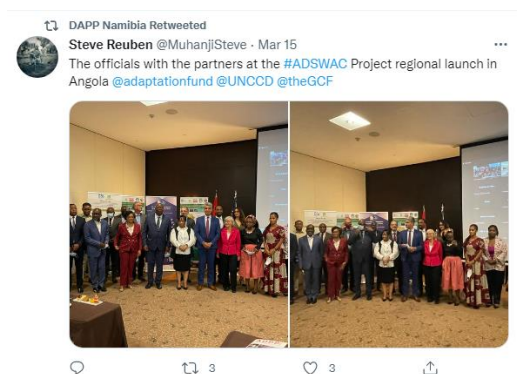 DAPP Namibia Retweeted
Steve Reuben @MuhanjiSteve · Mar 15
The officials with the partners at the #ADSWAC Project regional launch in
Angola @adaptationfund @UNCCD @theGCF
3
3